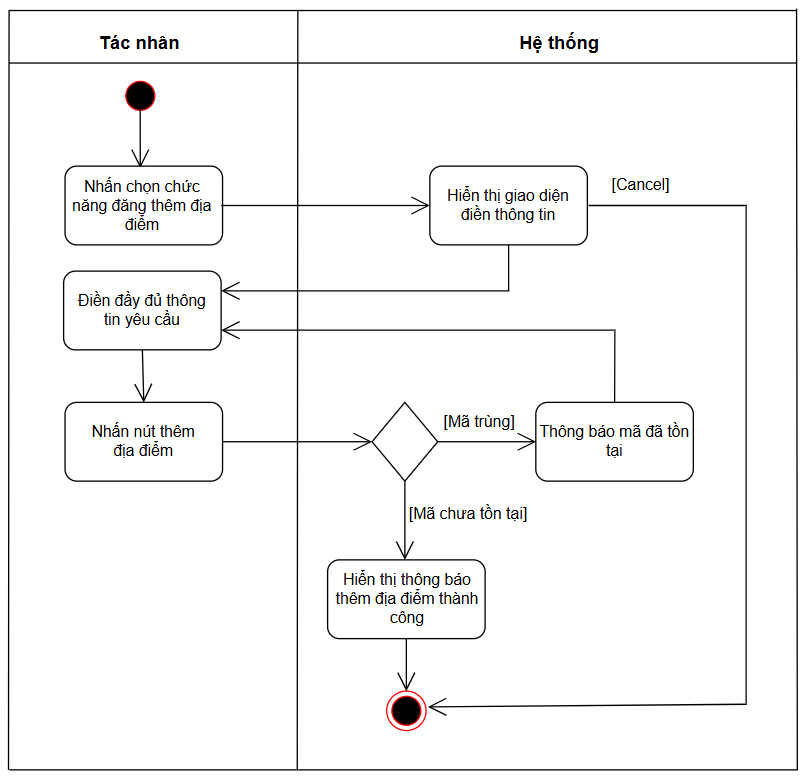 Tác nhân
Hệ thống
Nhấn chọn chức
năng đăng thêm địa
điểm
Hiển thị giao diện
điền thông tin
[Cancel]
Điền đầy đủ thông
tin yêu cầu
Nhấn nút thêm
địa điểm
[Mã trùng]
Thông báo mã đã tồn
tại
[Mã chưa tồn tại]
Hiển thị thông báo
thêm địa điểm thành
công